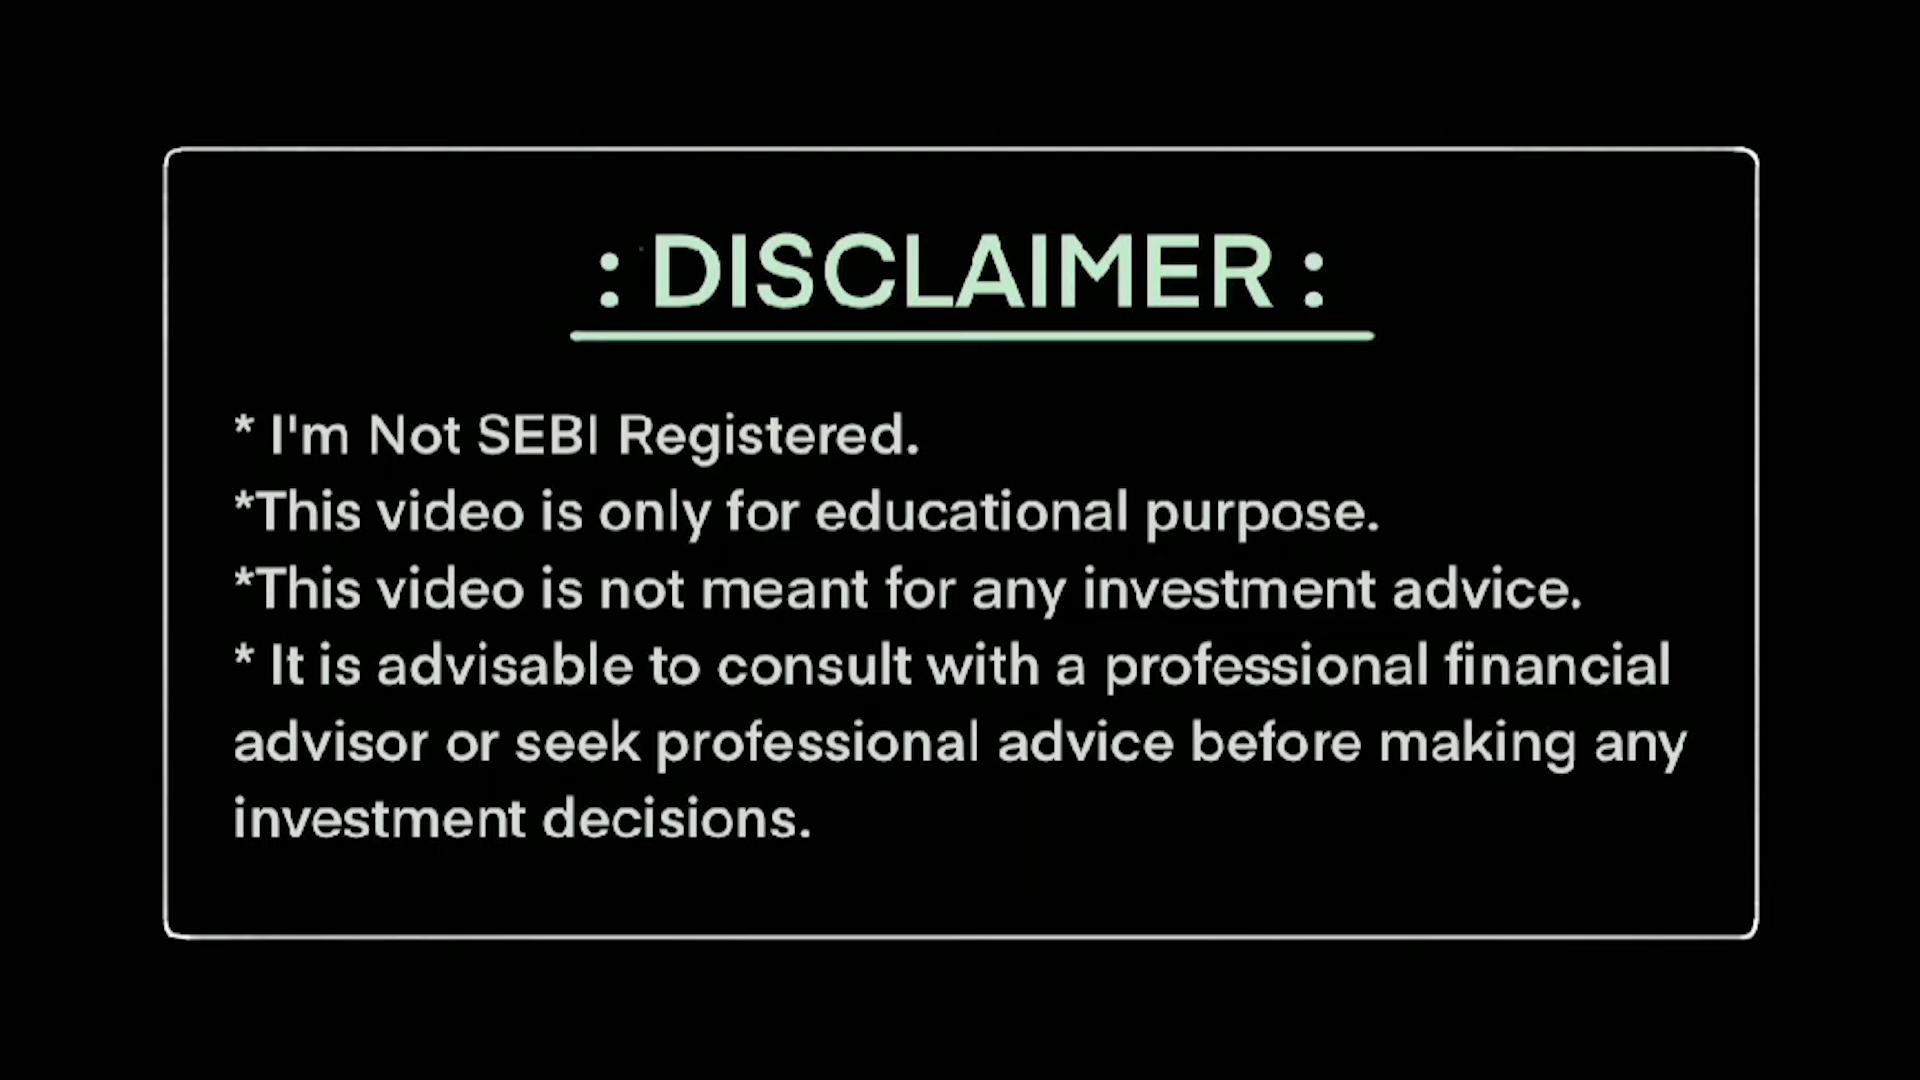 : DISCLAIMER :
* I'm Not SEBI Registered.
*This video is only for educational purpose.
*This video is not meant for any investment advice.
* It is advisable to consult with a professional financial
advisor or seek professional advice before making any
investment decisions.